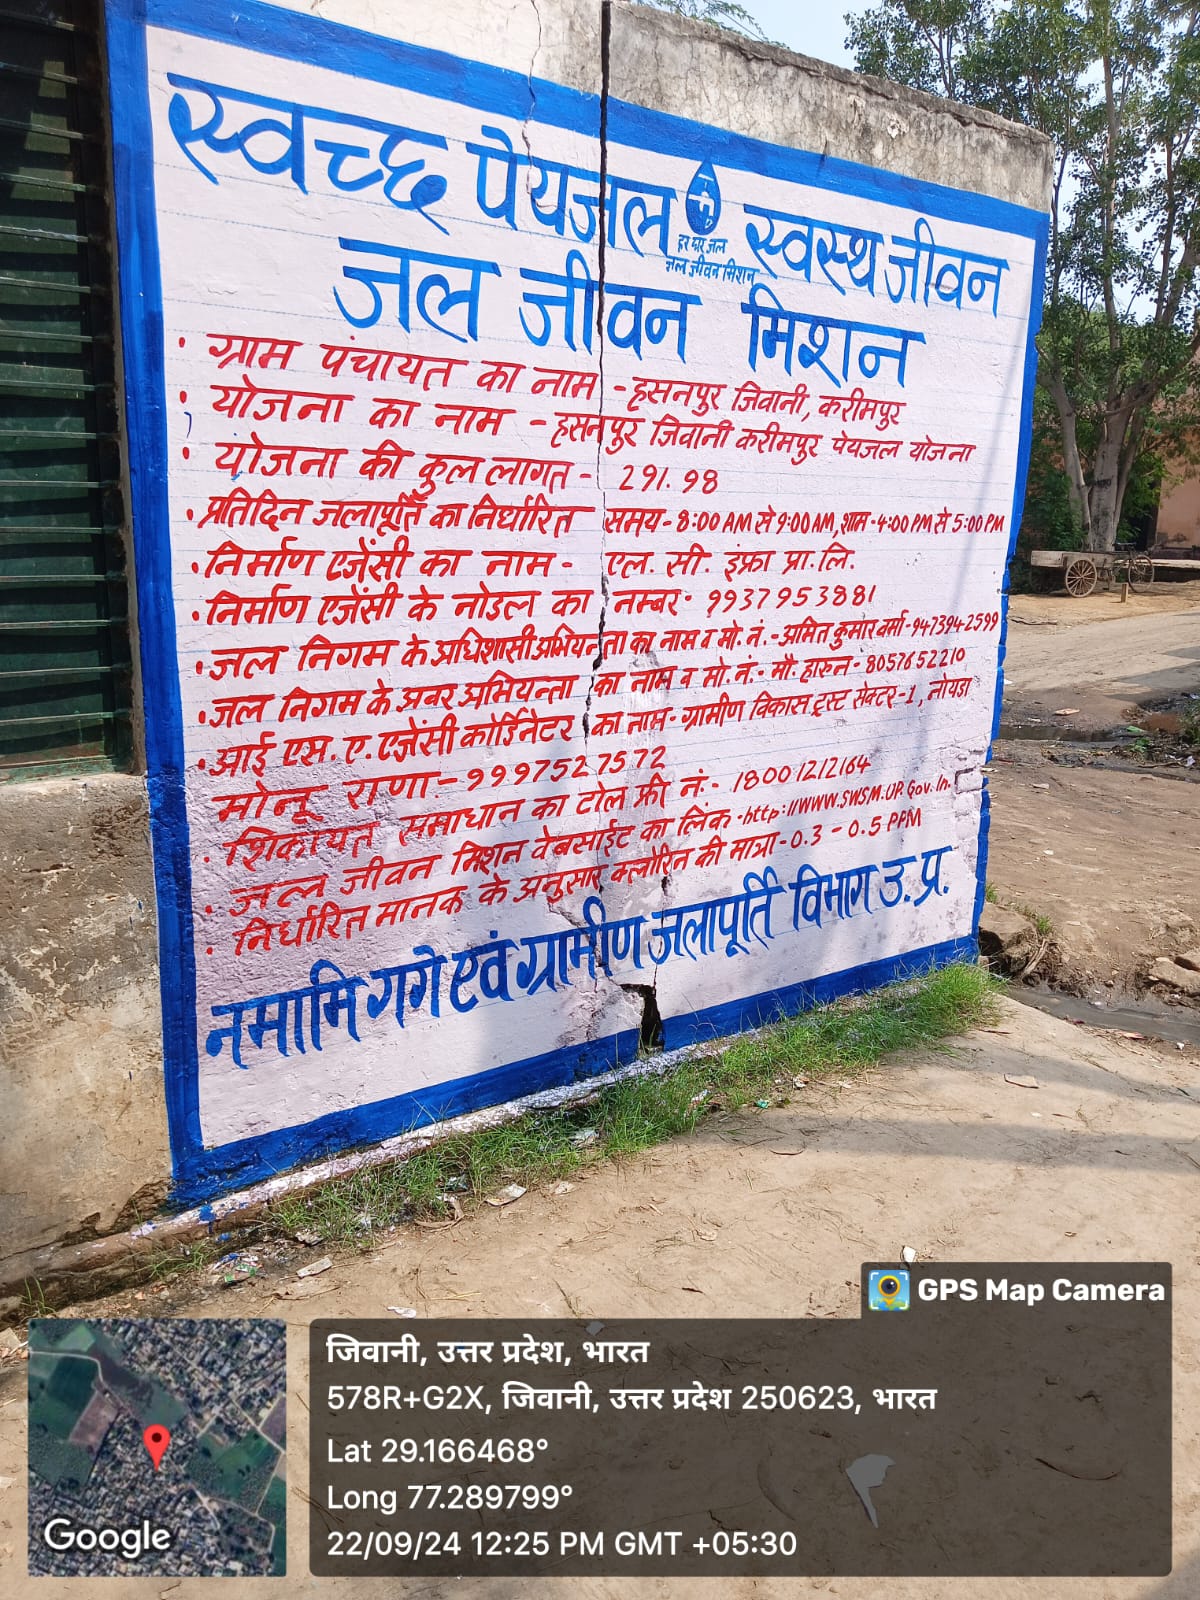 स्वच्छ पेयजल स्वस्थ जीवन
हर घर जल
जल जीवन मिशन
जल जीवन मिशन
· ग्राम पंचायत का नाम - हसनपुर जिवानी, करीमपुर
· योजना का नाम - हसनपुर जिवानी करीमपुर पेयजल योजना
· योजना की कुल लागत - 291.98
· प्रतिदिन जलापूर्ति का निर्धारित समय - 8:00 AM से 9:00 AM, शाम - 4:00 PM से 5:00 PM
· निर्माण एजेंसी का नाम - एल. सी. इंफ्रा प्रा. लि.
· निर्माण एजेंसी के नोडल का नम्बर - 9937953881
· जल निगम के अधिशासी अभियन्ता का नाम व मो. नं. - अमित कुमार वर्मा - 9473942599
· जल निगम के अवर अभियन्ता का नाम व मो. नं. - मौ. हारुन - 8057652210
· आई एस. ए. एजेंसी कोर्डिनेटर का नाम - ग्रामीण विकास ट्रस्ट सेक्टर-1, नोयडा
मोन्नू राणा - 9997527572
· शिकायत समाधान का टोल फ्री नं. - 18001212164
· जल जीवन मिशन वेबसाईट का लिंक - http://www.SWSM.UP.Gov.In.
· निर्धारित मानक के अनुसार क्लोरिन की मात्रा - 0.3 - 0.5 PPM
नमामि गगे एवं ग्रामीण जलापूर्ति विभाग उ. प्र.
GPS Map Camera
जिवानी, उत्तर प्रदेश, भारत
578R+G2X, जिवानी, उत्तर प्रदेश 250623, भारत
Lat 29.166468°
Long 77.289799°
22/09/24 12:25 PM GMT +05:30
Google